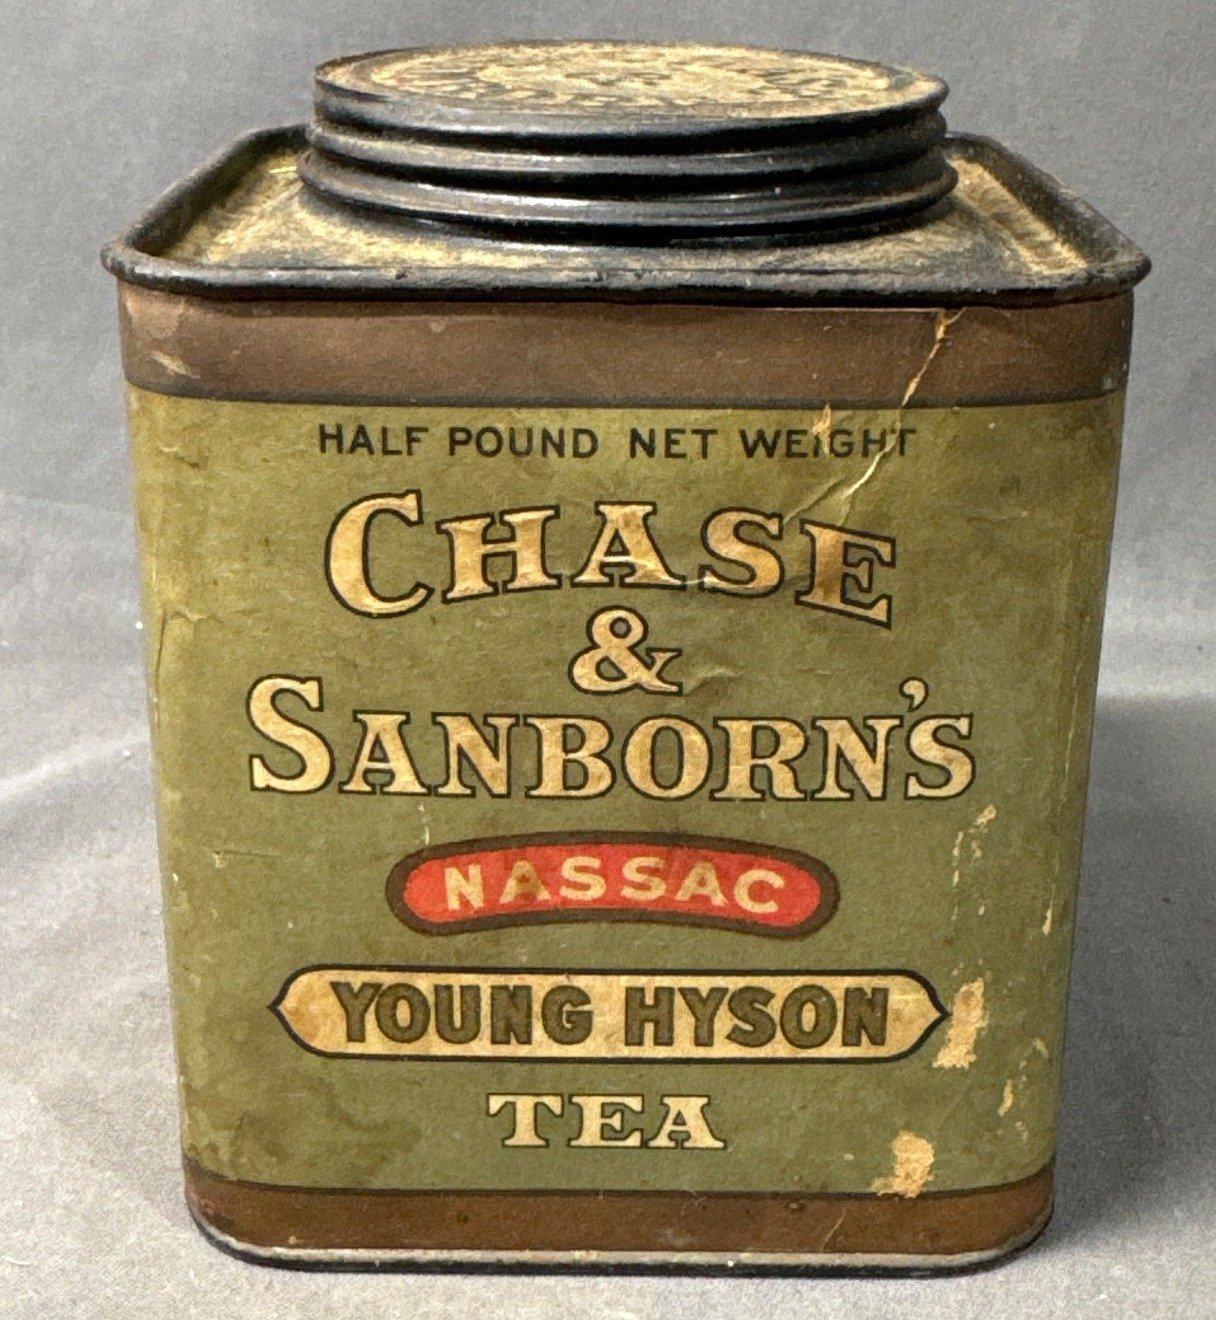 HALF POUND NET WEIGHT
CHASE
&
SANBORN'S
NASSAC
YOUNG HYSON
TEA